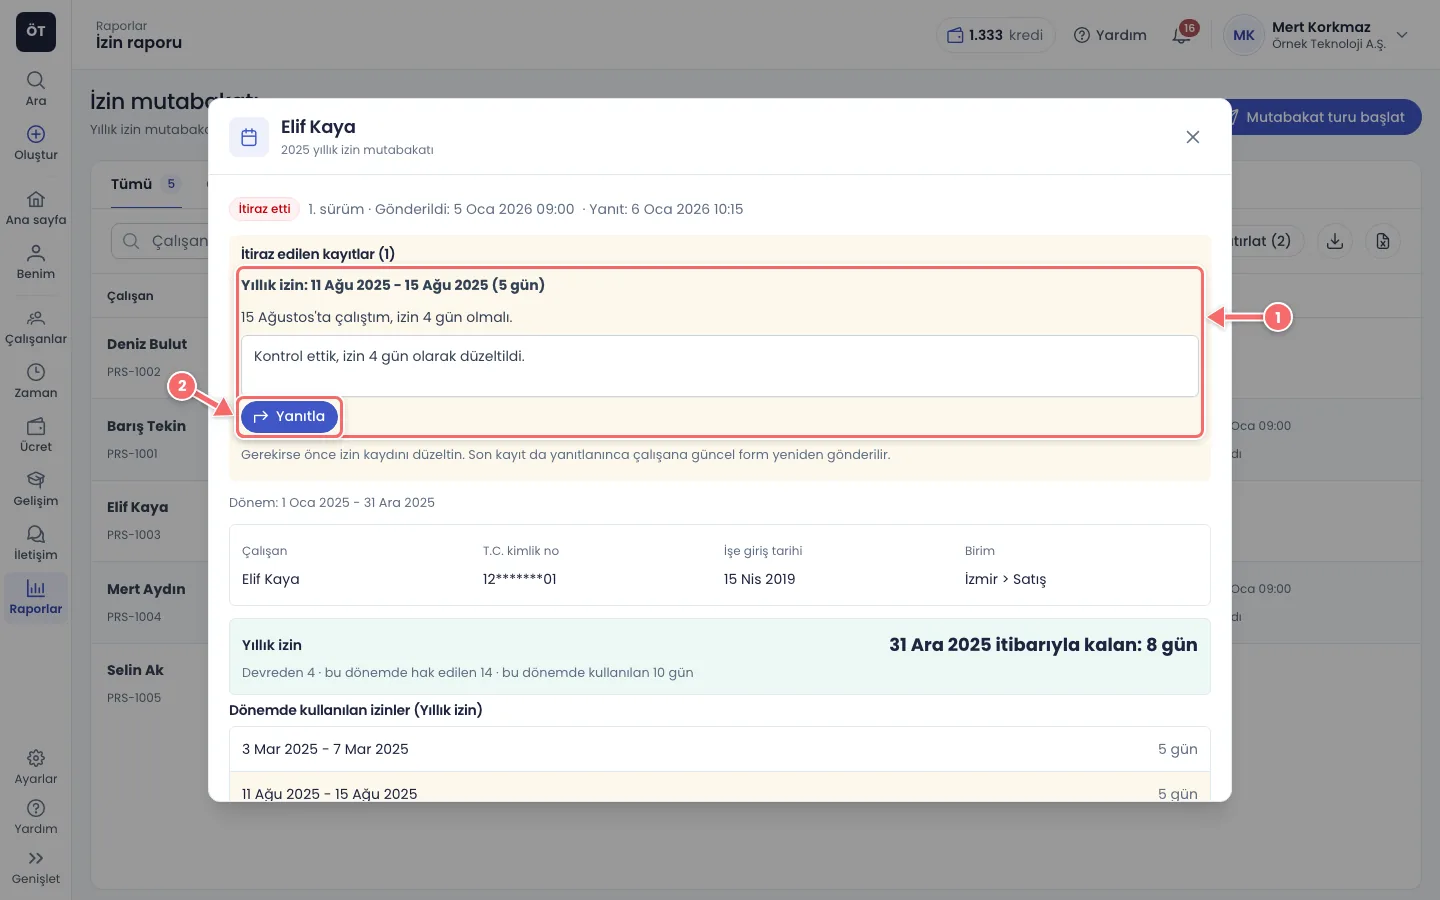 ÖT
Ara
Oluştur
Ana sayfa
Benim
Çalışanlar
Zaman
Ücret
Gelişim
İletişim
Raporlar
Ayarlar
Yardım
Genişlet
Raporlar
İzin raporu
1.333 kredi
Yardım
16
MK
Mert Korkmaz
Örnek Teknoloji A.Ş.
İzin mutabakatı
Yıllık izin
Mutabakat turu başlat
Tümü 5
(2)
Çalışan
Deniz Bulut
PRS-1002
Barış Tekin
PRS-1001
Oca 09:00
Elif Kaya
PRS-1003
Mert Aydın
PRS-1004
Oca 09:00
Selin Ak
PRS-1005
Elif Kaya
2025 yıllık izin mutabakatı
İtiraz etti 1. sürüm · Gönderildi: 5 Oca 2026 09:00 · Yanıt: 6 Oca 2026 10:15
İtiraz edilen kayıtlar (1)
Yıllık izin: 11 Ağu 2025 - 15 Ağu 2025 (5 gün)
15 Ağustos'ta çalıştım, izin 4 gün olmalı.
1
Kontrol ettik, izin 4 gün olarak düzeltildi.
2
Yanıtla
Gerekirse önce izin kaydını düzeltin. Son kayıt da yanıtlanınca çalışana güncel form yeniden gönderilir.
Dönem: 1 Oca 2025 - 31 Ara 2025
Çalışan T.C. kimlik no İşe giriş tarihi Birim
Elif Kaya 12*******01 15 Nis 2019 İzmir > Satış
Yıllık izin 31 Ara 2025 itibarıyla kalan: 8 gün
Devreden 4 · bu dönemde hak edilen 14 · bu dönemde kullanılan 10 gün
Dönemde kullanılan izinler (Yıllık izin)
3 Mar 2025 - 7 Mar 2025 5 gün
11 Ağu 2025 - 15 Ağu 2025 5 gün